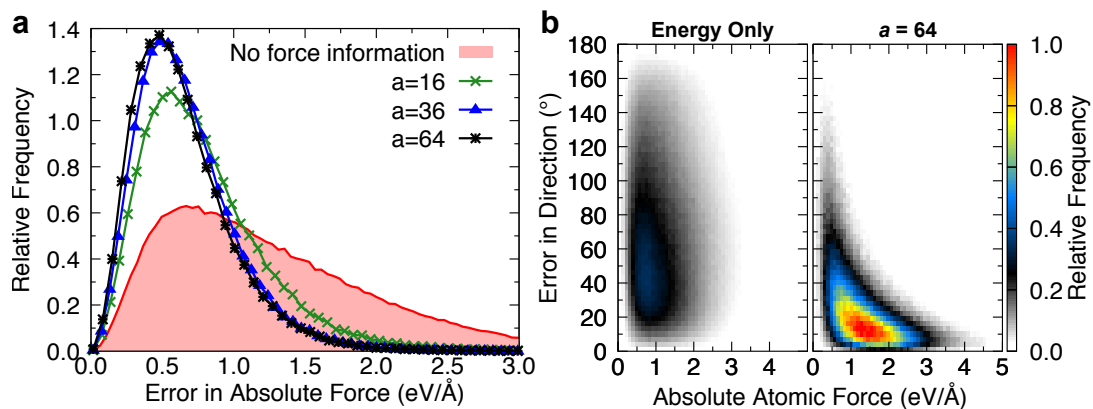 a
1.4
1.2
1.0
0.8
0.6
0.4
0.2
0.0
Relative Frequency
No force information
a=16
a=36
a=64
0.0 0.5 1.0 1.5 2.0 2.5 3.0
Error in Absolute Force (eV/Å)
b
Energy Only
a = 64
180
160
140
120
100
80
60
40
20
0
Error in Direction (°)
0 1 2 3 4
0 1 2 3 4 5
Absolute Atomic Force (eV/Å)
1.0
0.8
0.6
0.4
0.2
0.0
Relative Frequency